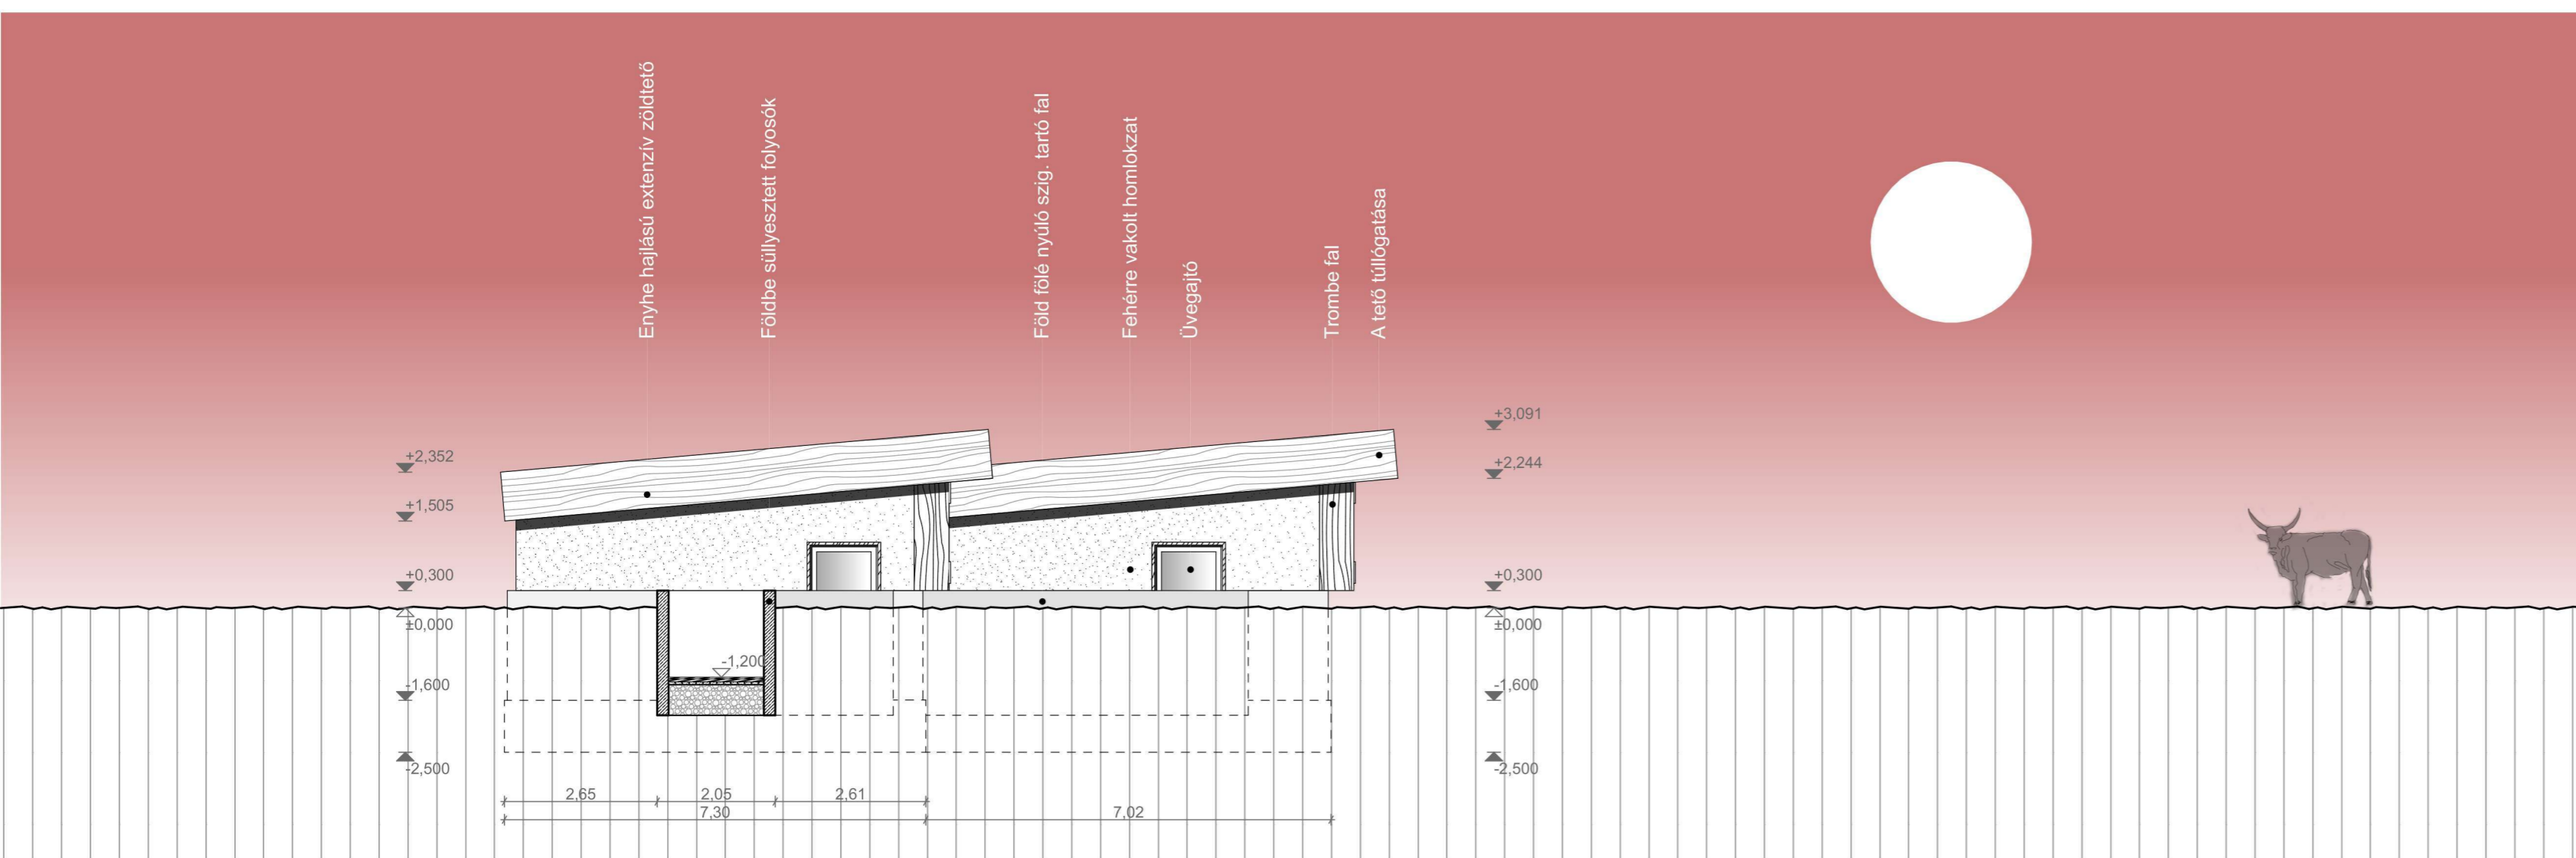 Enyhe hajlású extenzív zöldtető
Földbe süllyesztett folyosók
Föld fölé nyúló szig. tartó fal
Fehérre vakolt homlokzat
Üvegajtó
Trombe fal
A tető túllógatása
+2,352
+1,505
+0,300
±0,000
-1,600
-2,500
-1,200
+3,091
+2,244
+0,300
±0,000
-1,600
-2,500
2,65
2,05
2,61
7,30
7,02